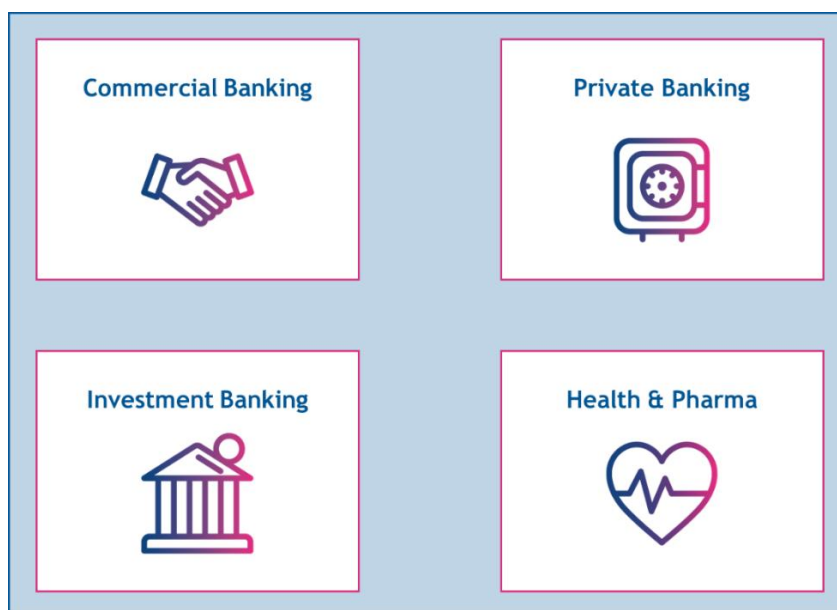 Commercial Banking
Private Banking
Investment Banking
Health & Pharma